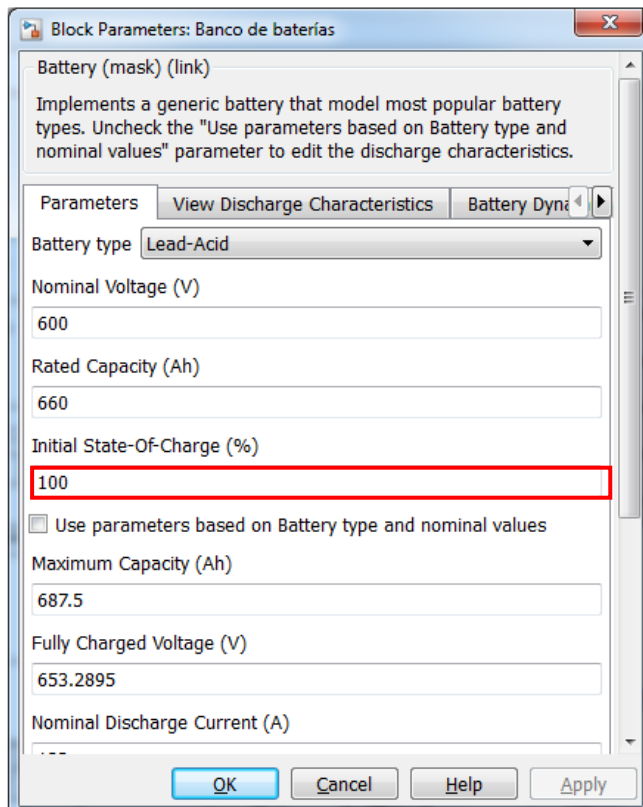 Block Parameters: Banco de baterías
Battery (mask) (link)
Implements a generic battery that model most popular battery
types. Uncheck the "Use parameters based on Battery type and
nominal values" parameter to edit the discharge characteristics.
Parameters View Discharge Characteristics Battery Dyna
Battery type Lead-Acid
Nominal Voltage (V)
600
Rated Capacity (Ah)
660
Initial State-Of-Charge (%)
100
Use parameters based on Battery type and nominal values
Maximum Capacity (Ah)
687.5
Fully Charged Voltage (V)
653.2895
Nominal Discharge Current (A)
OK Cancel Help Apply